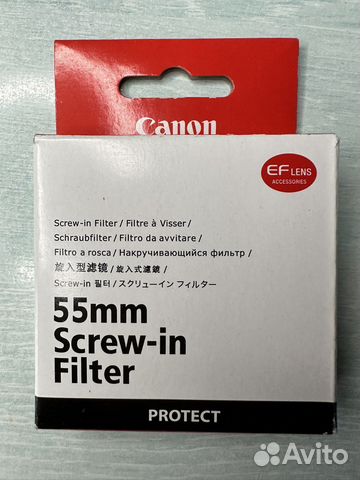 Canon
EF LENS
ACCESSORIES
Screw-in Filter / Filtre à Visser /
Schraubfilter / Filtro da avvitare /
Filtro a rosca / Накручивающийся фильтр /
旋入型滤镜 / 旋入式濾鏡 /
Screw-in 필터 / スクリューイン フィルター
55mm
Screw-in
Filter
PROTECT
Avito